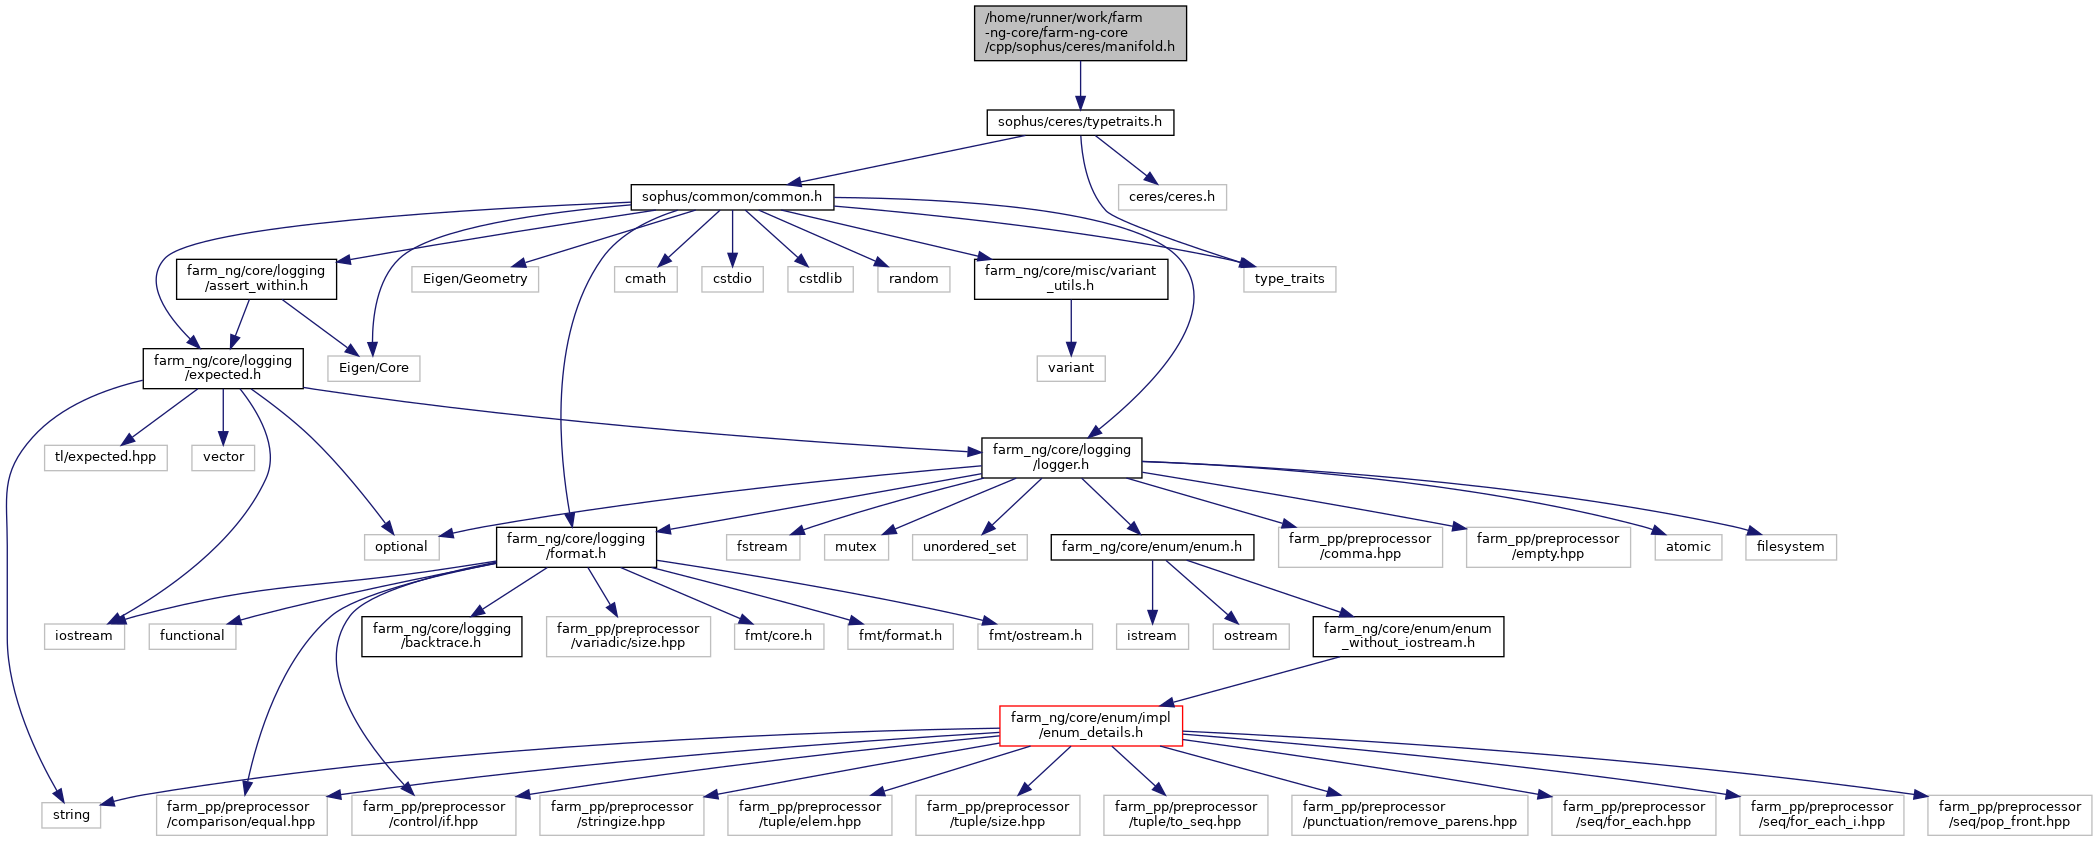 /home/runner/work/farm
-ng-core/farm-ng-core
/cpp/sophus/ceres/manifold.h
sophus/ceres/typetraits.h
sophus/common/common.h
ceres/ceres.h
farm_ng/core/logging
/assert_within.h
Eigen/Geometry
cmath
cstdio
cstdlib
random
farm_ng/core/misc/variant
_utils.h
type_traits
farm_ng/core/logging
/expected.h
Eigen/Core
variant
tl/expected.hpp
vector
farm_ng/core/logging
/logger.h
optional
farm_ng/core/logging
/format.h
fstream
mutex
unordered_set
farm_ng/core/enum/enum.h
farm_pp/preprocessor
/comma.hpp
farm_pp/preprocessor
/empty.hpp
atomic
filesystem
iostream
functional
farm_ng/core/logging
/backtrace.h
farm_pp/preprocessor
/variadic/size.hpp
fmt/core.h
fmt/format.h
fmt/ostream.h
istream
ostream
farm_ng/core/enum/enum
_without_iostream.h
farm_ng/core/enum/impl
/enum_details.h
string
farm_pp/preprocessor
/comparison/equal.hpp
farm_pp/preprocessor
/control/if.hpp
farm_pp/preprocessor
/stringize.hpp
farm_pp/preprocessor
/tuple/elem.hpp
farm_pp/preprocessor
/tuple/size.hpp
farm_pp/preprocessor
/tuple/to_seq.hpp
farm_pp/preprocessor
/punctuation/remove_parens.hpp
farm_pp/preprocessor
/seq/for_each.hpp
farm_pp/preprocessor
/seq/for_each_i.hpp
farm_pp/preprocessor
/seq/pop_front.hpp